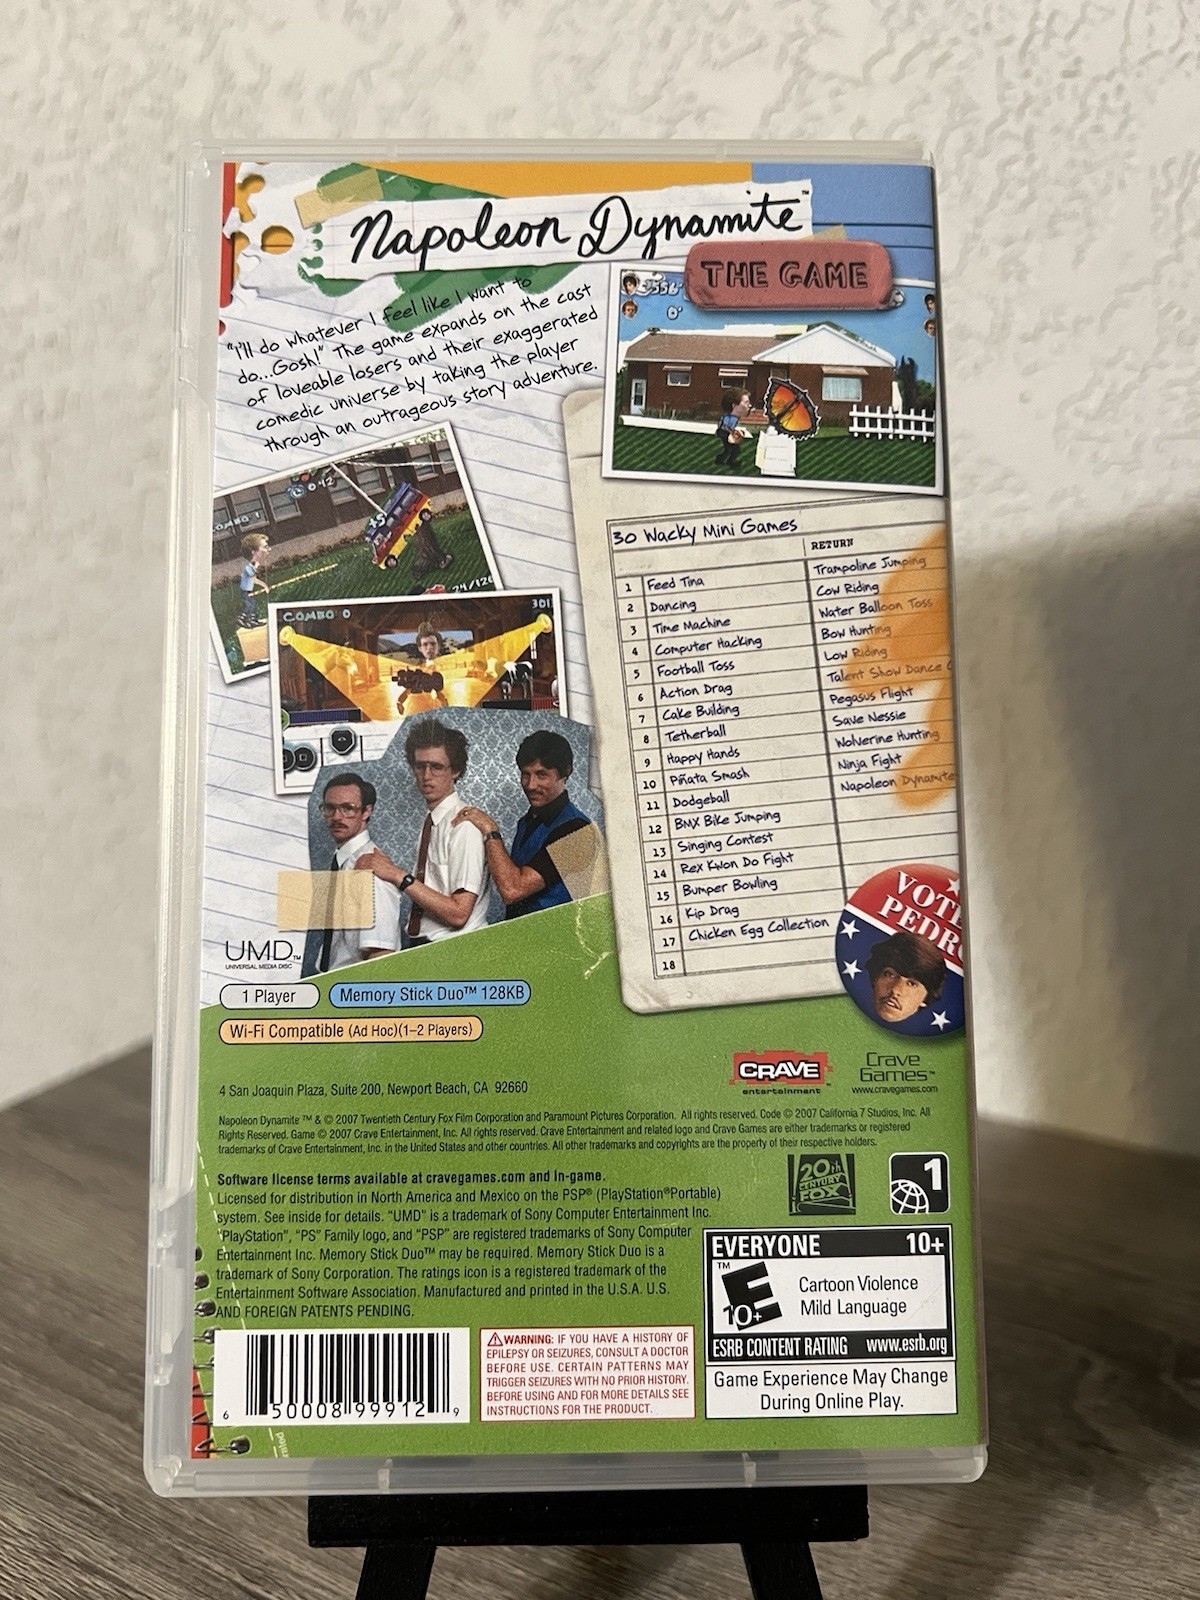 Napoleon Dynamite™
THE GAME
"I'll do whatever I feel like I want to
do...Gosh!" The game expands on the cast
of loveable losers and their exaggerated
comedic universe by taking the player
through an outrageous story adventure.
0'
COMBO 1
042
+5
24/120
COMBO 0
301
30 Wacky Mini Games
RETURN
1 Feed Tina
2 Dancing
3 Time Machine
4 Computer Hacking
5 Football Toss
6 Action Drag
7 Cake Building
8 Tetherball
9 Happy Hands
10 Piñata Smash
11 Dodgeball
12 BMX Bike Jumping
13 Singing Contest
14 Rex Kwon Do Fight
15 Bumper Bowling
16 Kip Drag
17 Chicken Egg Collection
18
Trampoline Jumping
Cow Riding
Water Balloon Toss
Bow Hunting
Low Riding
Talent Show Dance
Pegasus Flight
Save Nessie
Wolverine Hunting
Ninja Fight
Napoleon Dynamite
VOTE
PEDR
UMD™
UNIVERSAL MEDIA DISC
1 Player
Memory Stick Duo™ 128KB
Wi-Fi Compatible (Ad Hoc)(1–2 Players)
CRAVE™
entertainment
Crave
Games™
www.cravegames.com
4 San Joaquin Plaza, Suite 200, Newport Beach, CA 92660
Napoleon Dynamite ™ & © 2007 Twentieth Century Fox Film Corporation and Paramount Pictures Corporation. All rights reserved. Code © 2007 California 7 Studios, Inc. All
Rights Reserved. Game © 2007 Crave Entertainment, Inc. All rights reserved. Crave Entertainment and related logo and Crave Games are either trademarks or registered
trademarks of Crave Entertainment, Inc. in the United States and other countries. All other trademarks and copyrights are the property of their respective holders.
Software license terms available at cravegames.com and In-game.
Licensed for distribution in North America and Mexico on the PSP® (PlayStation®Portable)
system. See inside for details. "UMD" is a trademark of Sony Computer Entertainment Inc.
"PlayStation", "PS" Family logo, and "PSP" are registered trademarks of Sony Computer
Entertainment Inc. Memory Stick Duo™ may be required. Memory Stick Duo is a
trademark of Sony Corporation. The ratings icon is a registered trademark of the
Entertainment Software Association. Manufactured and printed in the U.S.A. U.S.
AND FOREIGN PATENTS PENDING.
20th
CENTURY
FOX
1
EVERYONE 10+
™
E
10+
Cartoon Violence
Mild Language
ESRB CONTENT RATING www.esrb.org
Game Experience May Change
During Online Play.
6 50008 99912 9
WARNING: IF YOU HAVE A HISTORY OF
EPILEPSY OR SEIZURES, CONSULT A DOCTOR
BEFORE USE. CERTAIN PATTERNS MAY
TRIGGER SEIZURES WITH NO PRIOR HISTORY.
BEFORE USING AND FOR MORE DETAILS SEE
INSTRUCTIONS FOR THE PRODUCT.